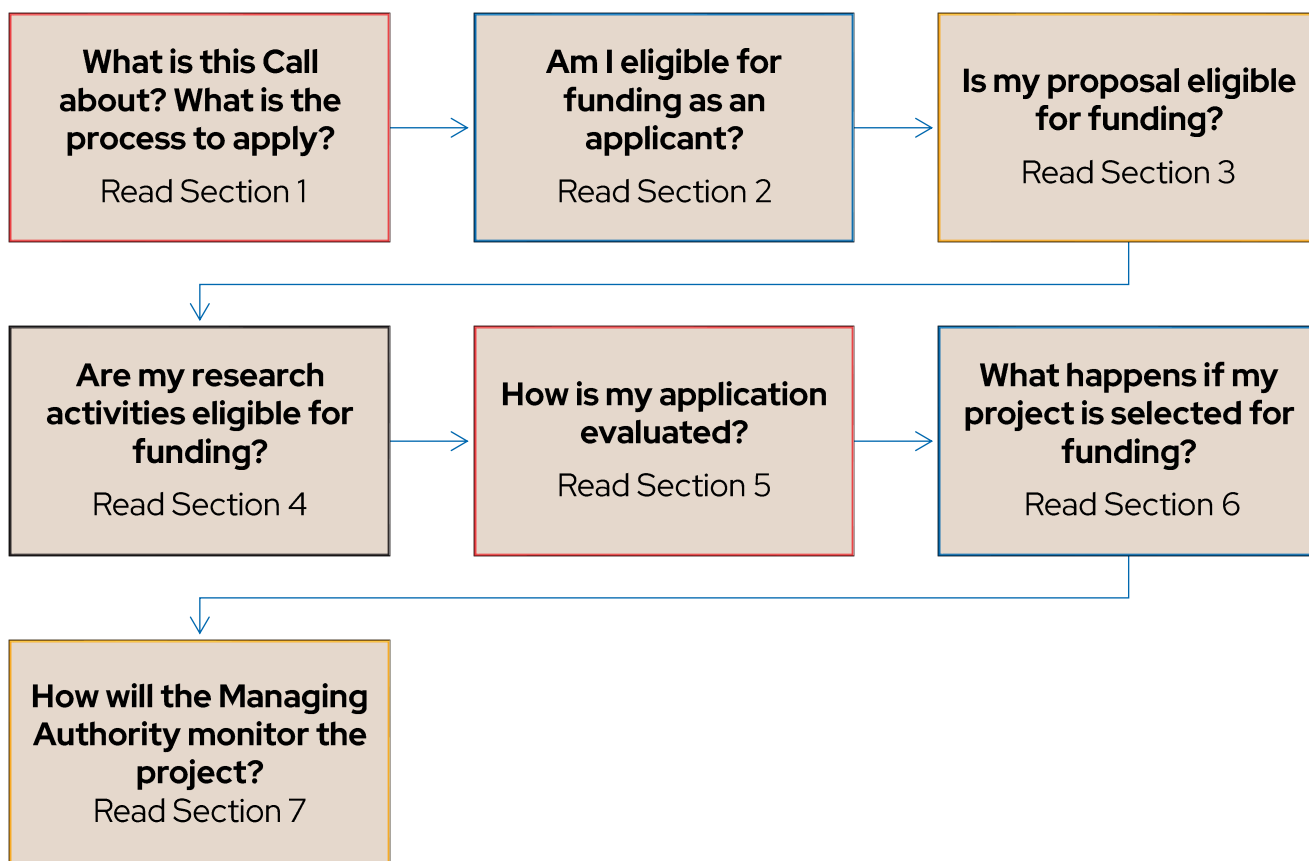 What is this Call
about? What is the
process to apply?
Read Section 1
Am I eligible for
funding as an
applicant?
Read Section 2
Is my proposal eligible
for funding?
Read Section 3
Are my research
activities eligible for
funding?
Read Section 4
How is my application
evaluated?
Read Section 5
What happens if my
project is selected for
funding?
Read Section 6
How will the Managing
Authority monitor the
project?
Read Section 7